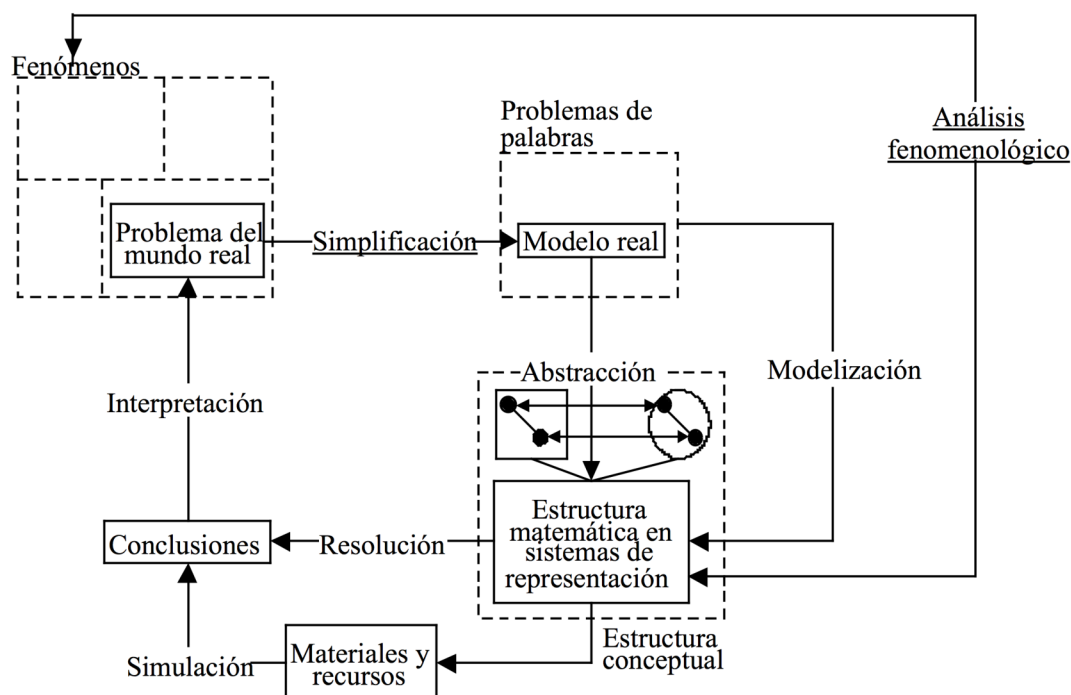 Fenómenos
Problemas de
palabras
Análisis
fenomenológico
Problema del
mundo real
Simplificación
Modelo real
Abstracción
Modelización
Interpretación
Estructura
matemática en
sistemas de
representación
Conclusiones
Resolución
Estructura
conceptual
Simulación
Materiales y
recursos